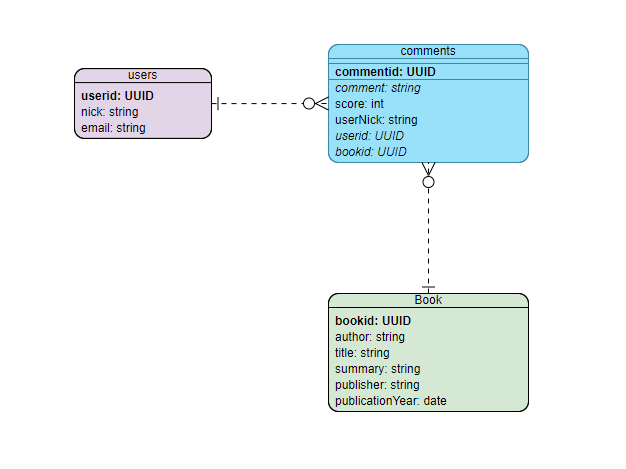 users
userid: UUID
nick: string
email: string
comments
commentid: UUID
comment: string
score: int
userNick: string
userid: UUID
bookid: UUID
Book
bookid: UUID
author: string
title: string
summary: string
publisher: string
publicationYear: date